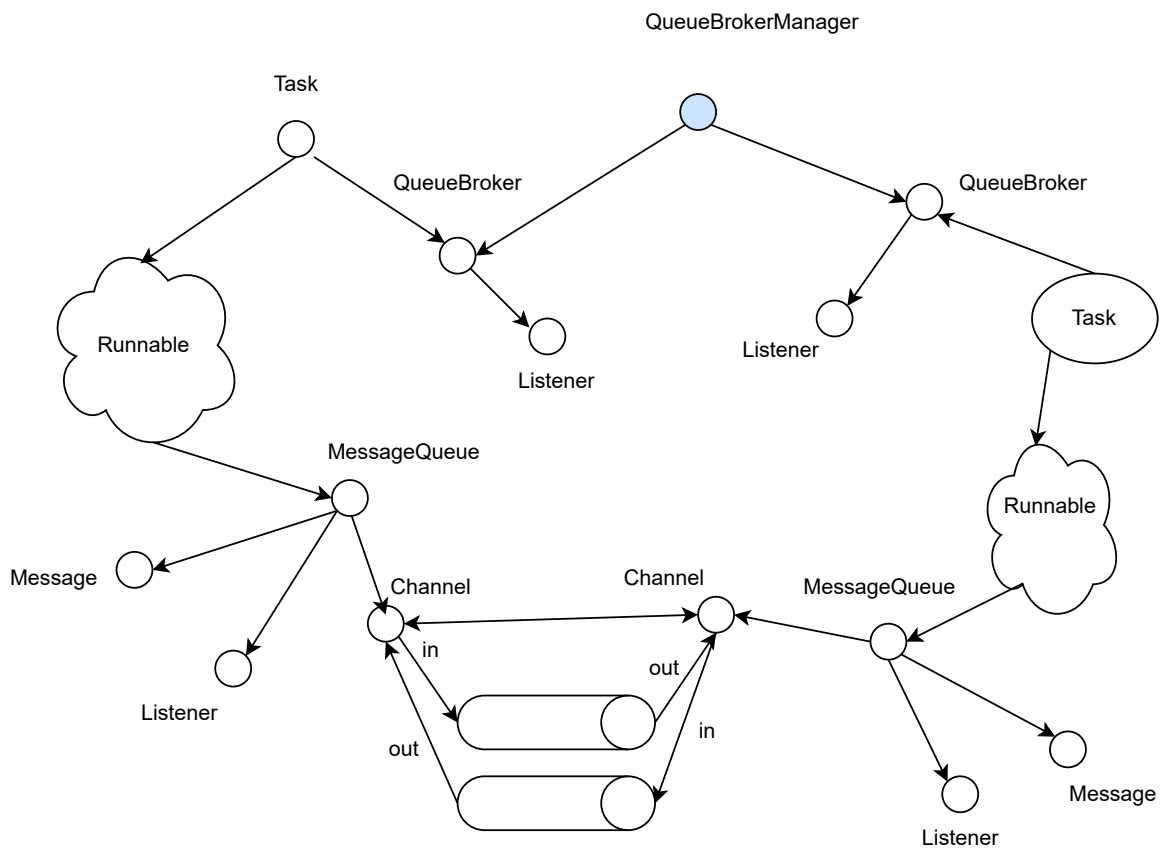 QueueBrokerManager
Task
QueueBroker
QueueBroker
Task
Runnable
Listener
Listener
MessageQueue
Runnable
Message
Channel
Channel
MessageQueue
in
out
Listener
in
out
Message
Listener